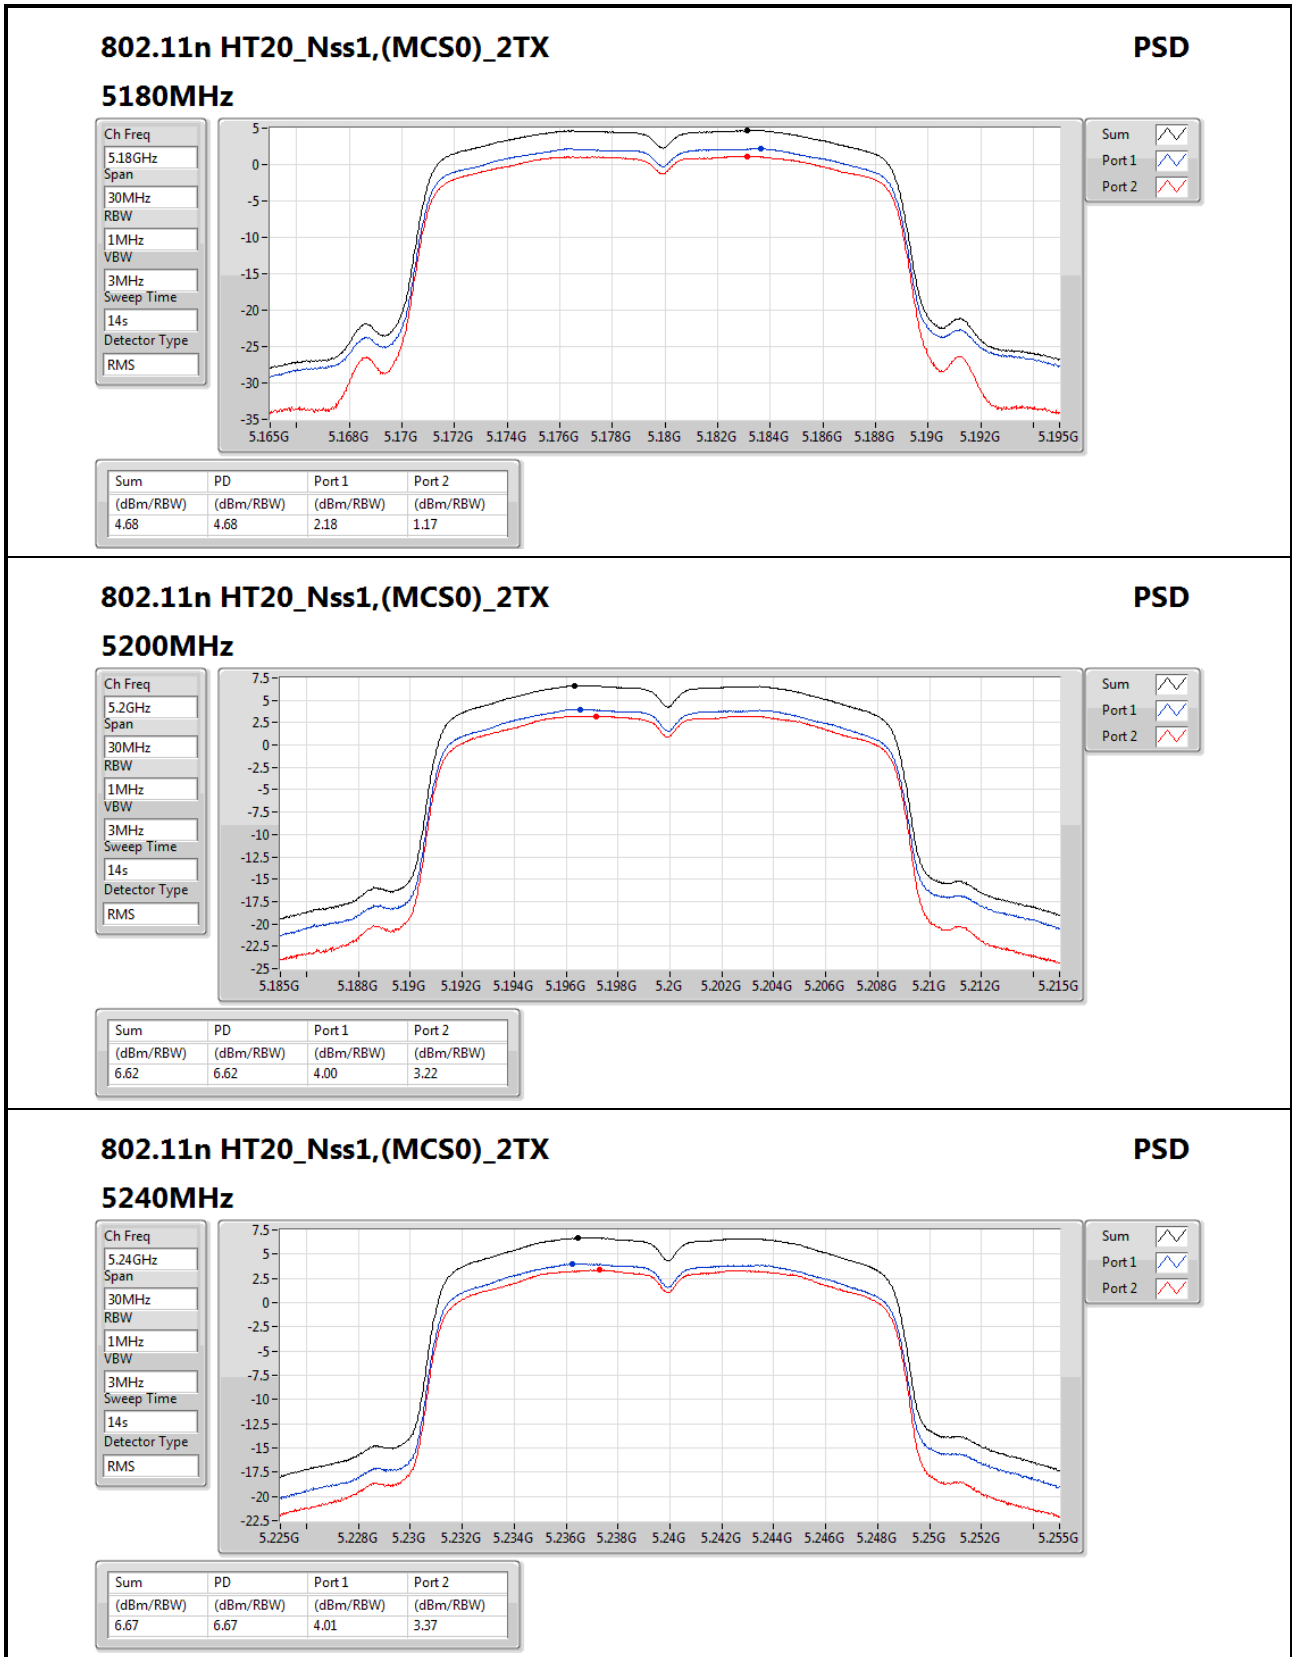 802.11n HT20_Nss1,(MCS0)_2TX PSD
5180MHz
Ch Freq
5.18GHz
Span
30MHz
RBW
1MHz
VBW
3MHz
Sweep Time
14s
Detector Type
RMS
5
0
-5
-10
-15
-20
-25
-30
-35
5.165G 5.168G 5.17G 5.172G 5.174G 5.176G 5.178G 5.18G 5.182G 5.184G 5.186G 5.188G 5.19G 5.192G 5.195G
Sum
Port 1
Port 2
Sum PD Port 1 Port 2
(dBm/RBW) (dBm/RBW) (dBm/RBW) (dBm/RBW)
4.68 4.68 2.18 1.17
802.11n HT20_Nss1,(MCS0)_2TX PSD
5200MHz
Ch Freq
5.2GHz
Span
30MHz
RBW
1MHz
VBW
3MHz
Sweep Time
14s
Detector Type
RMS
7.5
5
2.5
0
-2.5
-5
-7.5
-10
-12.5
-15
-17.5
-20
-22.5
-25
5.185G 5.188G 5.19G 5.192G 5.194G 5.196G 5.198G 5.2G 5.202G 5.204G 5.206G 5.208G 5.21G 5.212G 5.215G
Sum
Port 1
Port 2
Sum PD Port 1 Port 2
(dBm/RBW) (dBm/RBW) (dBm/RBW) (dBm/RBW)
6.62 6.62 4.00 3.22
802.11n HT20_Nss1,(MCS0)_2TX PSD
5240MHz
Ch Freq
5.24GHz
Span
30MHz
RBW
1MHz
VBW
3MHz
Sweep Time
14s
Detector Type
RMS
7.5
5
2.5
0
-2.5
-5
-7.5
-10
-12.5
-15
-17.5
-20
-22.5
5.225G 5.228G 5.23G 5.232G 5.234G 5.236G 5.238G 5.24G 5.242G 5.244G 5.246G 5.248G 5.25G 5.252G 5.255G
Sum
Port 1
Port 2
Sum PD Port 1 Port 2
(dBm/RBW) (dBm/RBW) (dBm/RBW) (dBm/RBW)
6.67 6.67 4.01 3.37